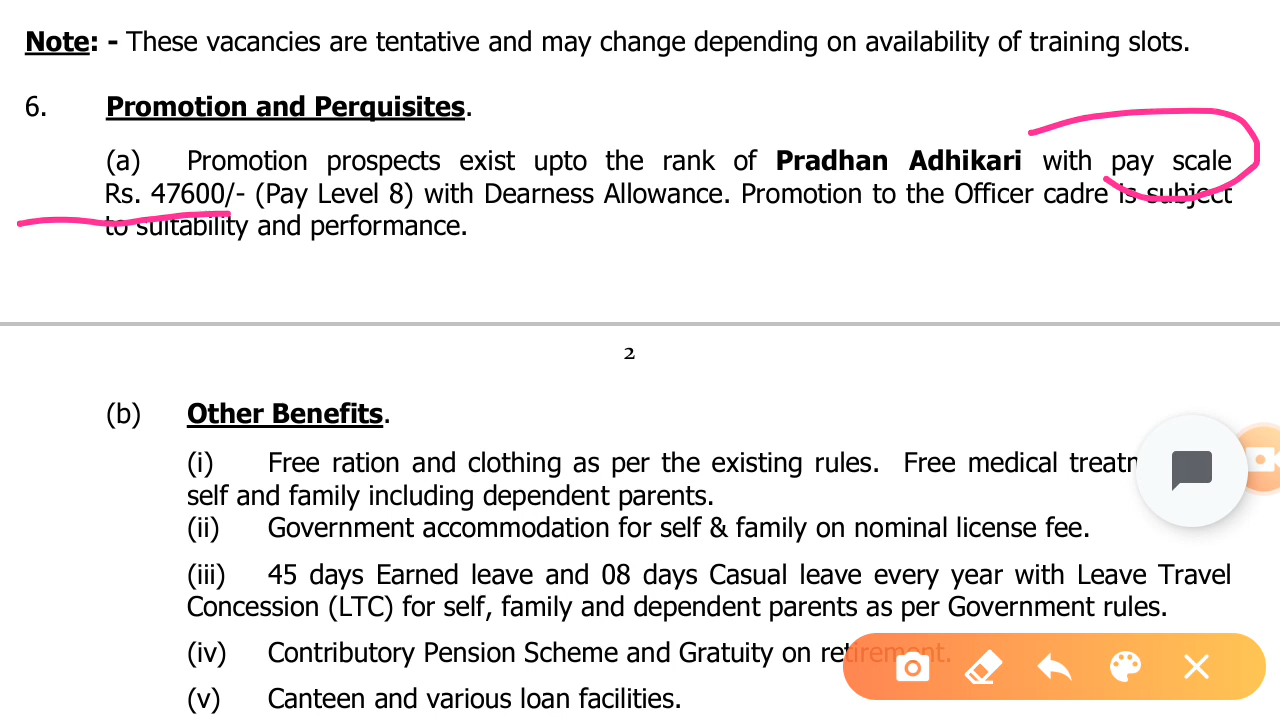 Note: - These vacancies are tentative and may change depending on availability of training slots.
6. Promotion and Perquisites.
(a) Promotion prospects exist upto the rank of Pradhan Adhikari with pay scale
Rs. 47600/- (Pay Level 8) with Dearness Allowance. Promotion to the Officer cadre is subject
to suitability and performance.
2
(b) Other Benefits.
(i) Free ration and clothing as per the existing rules. Free medical treatm
self and family including dependent parents.
(ii) Government accommodation for self & family on nominal license fee.
(iii) 45 days Earned leave and 08 days Casual leave every year with Leave Travel
Concession (LTC) for self, family and dependent parents as per Government rules.
(iv) Contributory Pension Scheme and Gratuity on retirement.
(v) Canteen and various loan facilities.